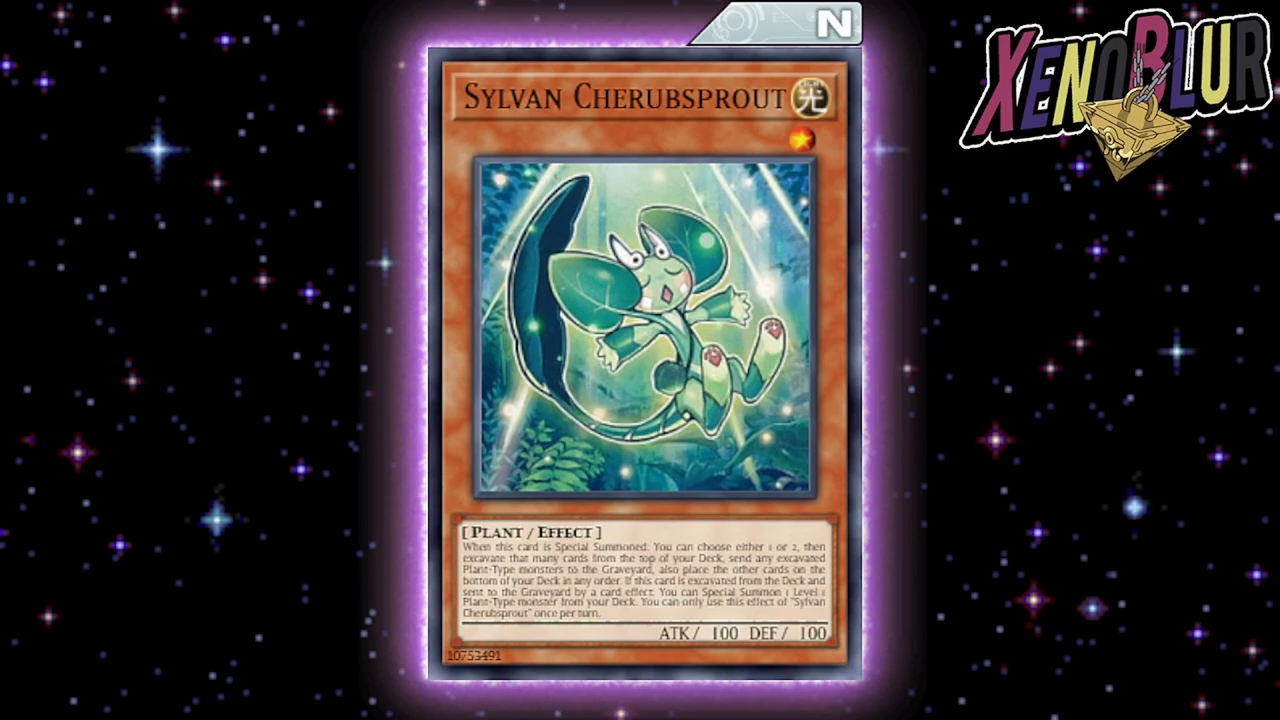 N
XENOBLUR
SYLVAN CHERUBSPROUT
光
[ PLANT / EFFECT ]
When this card is Special Summoned: You can choose either 1 or 2, then
excavate that many cards from the top of your Deck, send any excavated
Plant-Type monsters to the Graveyard, also place the other cards on the
bottom of your Deck in any order. If this card is excavated from the Deck and
sent to the Graveyard by a card effect: You can Special Summon 1 Level 1
Plant-Type monster from your Deck. You can only use this effect of "Sylvan
Cherubsprout" once per turn.
ATK/ 100 DEF/ 100
10753491